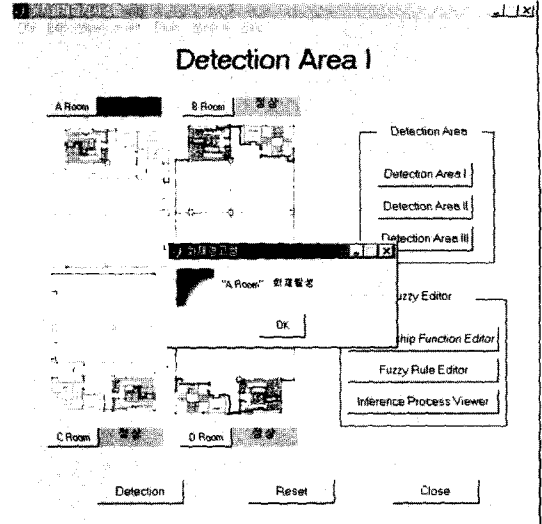 Detection Area I
A Room
B Room 정상
Detection Area
Detection Area I
Detection Area II
Detection Area III
"A Room" 화재발생
OK
uzzy Editor
ship Function Editor
Fuzzy Rule Editor
Inference Process Viewer
C Room 정상
D Room 정상
Detection
Reset
Close